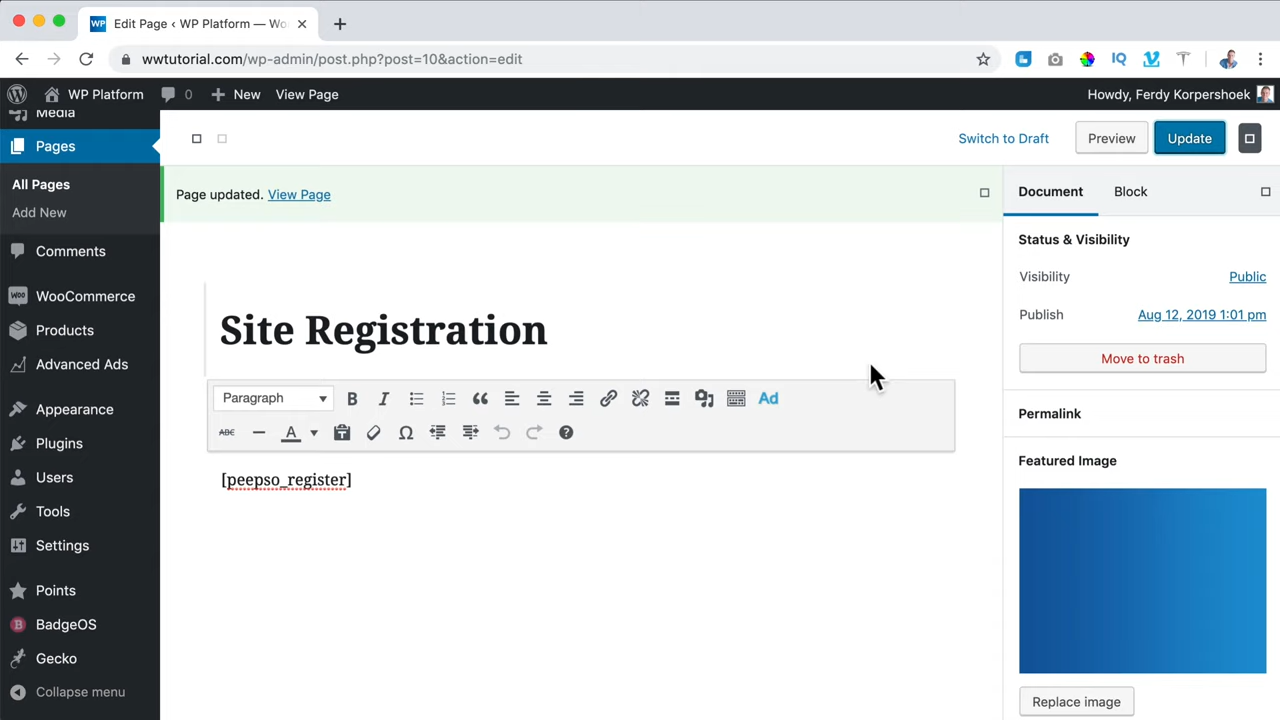 WP Edit Page ‹ WP Platform — Wo
wwtutorial.com/wp-admin/post.php?post=10&action=edit
IQ
WP Platform 0 New View Page Howdy, Ferdy Korpershoek
Media
Pages
All Pages
Add New
Comments
WooCommerce
Products
Advanced Ads
Appearance
Plugins
Users
Tools
Settings
Points
BadgeOS
Gecko
Collapse menu
Switch to Draft Preview Update
Page updated. View Page
Site Registration
Paragraph B I Ad
ABC A Ω
[peepso_register]
Document Block
Status & Visibility
Visibility Public
Publish Aug 12, 2019 1:01 pm
Move to trash
Permalink
Featured Image
Replace image